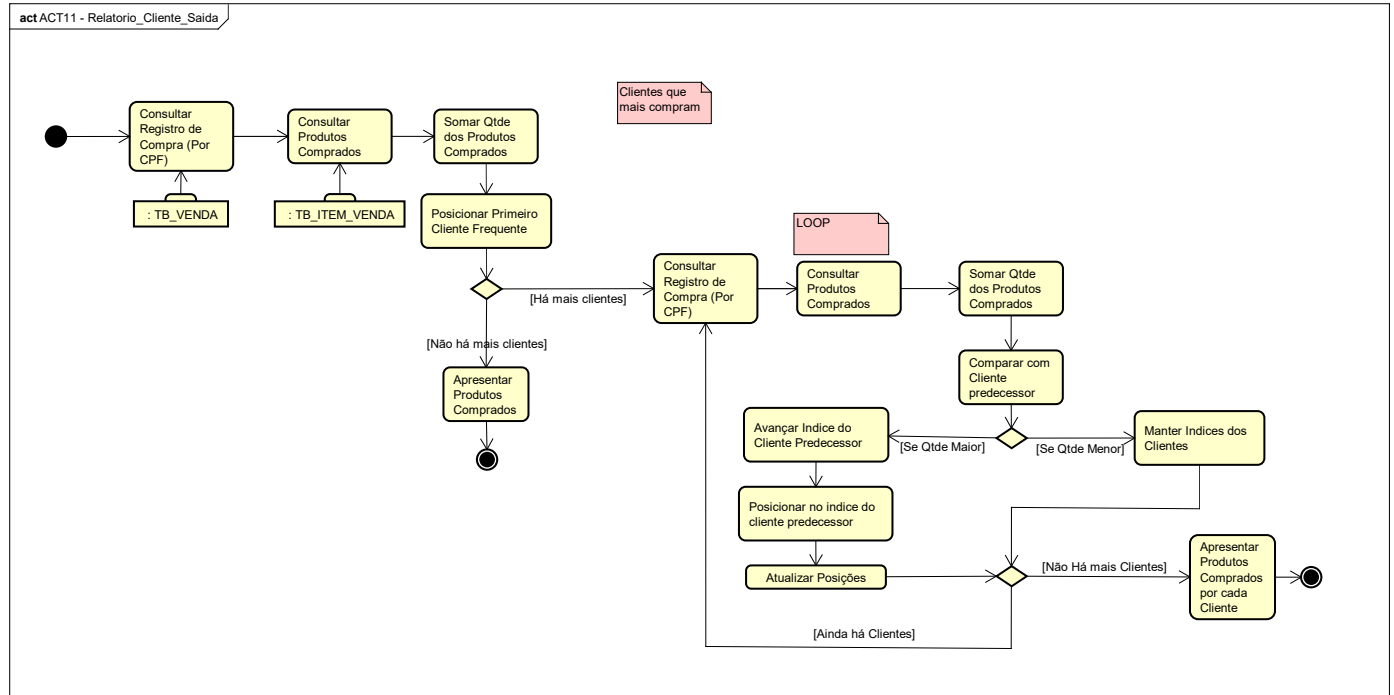 act ACT11 - Relatorio_Cliente_Saida
Clientes que
mais compram
Consultar
Registro de
Compra (Por
CPF)
Consultar
Produtos
Comprados
Somar Qtde
dos Produtos
Comprados
: TB_VENDA
: TB_ITEM_VENDA
Posicionar Primeiro
Cliente Frequente
LOOP
[Há mais clientes]
Consultar
Registro de
Compra (Por
CPF)
Consultar
Produtos
Comprados
Somar Qtde
dos Produtos
Comprados
[Não há mais clientes]
Apresentar
Produtos
Comprados
Comparar com
Cliente
predecessor
Avançar Indice do
Cliente Predecessor
[Se Qtde Maior]
[Se Qtde Menor]
Manter Indices dos
Clientes
Posicionar no indice do
cliente predecessor
Atualizar Posições
[Não Há mais Clientes]
Apresentar
Produtos
Comprados
por cada
Cliente
[Ainda há Clientes]